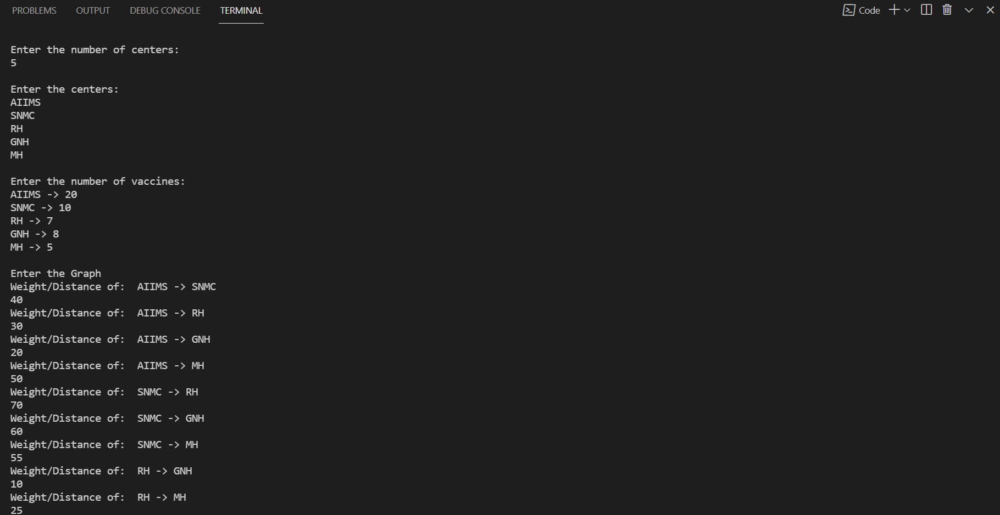 PROBLEMS OUTPUT DEBUG CONSOLE TERMINAL Code
Enter the number of centers:
5
Enter the centers:
AIIMS
SNMC
RH
GNH
MH
Enter the number of vaccines:
AIIMS -> 20
SNMC -> 10
RH -> 7
GNH -> 8
MH -> 5
Enter the Graph
Weight/Distance of:  AIIMS -> SNMC
40
Weight/Distance of:  AIIMS -> RH
30
Weight/Distance of:  AIIMS -> GNH
20
Weight/Distance of:  AIIMS -> MH
50
Weight/Distance of:  SNMC -> RH
70
Weight/Distance of:  SNMC -> GNH
60
Weight/Distance of:  SNMC -> MH
55
Weight/Distance of:  RH -> GNH
10
Weight/Distance of:  RH -> MH
25